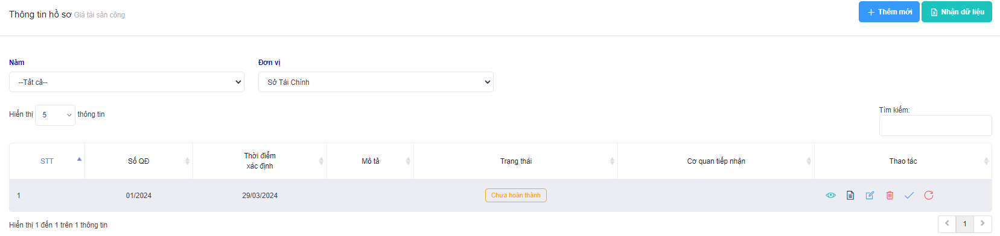 Thông tin hồ sơ Giá tài sản công
Thêm mới
Nhận dữ liệu
Năm
Đơn vị
--Tất cả--
Sở Tài Chính
Hiển thị 5 thông tin
Tìm kiếm:
STT
Số QĐ
Thời điểm
xác định
Mô tả
Trạng thái
Cơ quan tiếp nhận
Thao tác
1
01/2024
29/03/2024
Chưa hoàn thành
Hiển thị 1 đến 1 trên 1 thông tin
1